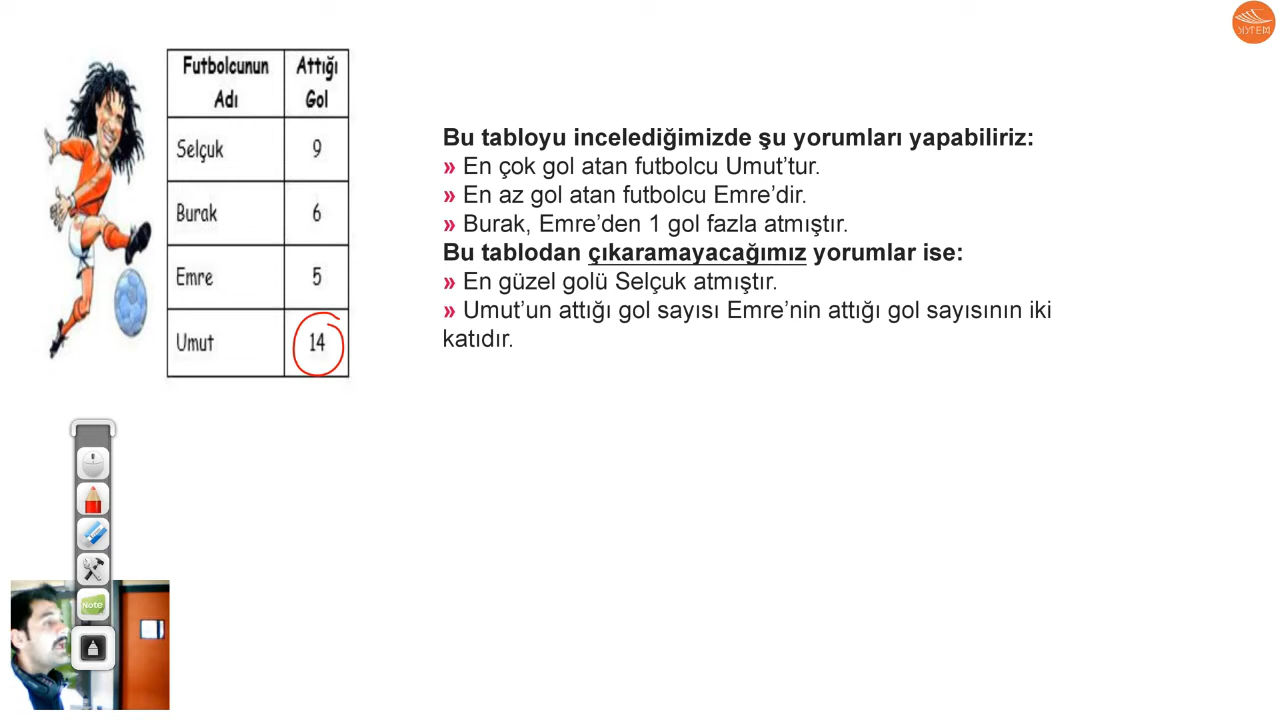 Futbolcunun Adı Attığı Gol
Selçuk 9
Burak 6
Emre 5
Umut 14
Bu tabloyu incelediğimizde şu yorumları yapabiliriz:
» En çok gol atan futbolcu Umut’tur.
» En az gol atan futbolcu Emre’dir.
» Burak, Emre’den 1 gol fazla atmıştır.
Bu tablodan çıkaramayacağımız yorumlar ise:
» En güzel golü Selçuk atmıştır.
» Umut’un attığı gol sayısı Emre’nin attığı gol sayısının iki
katıdır.
Note